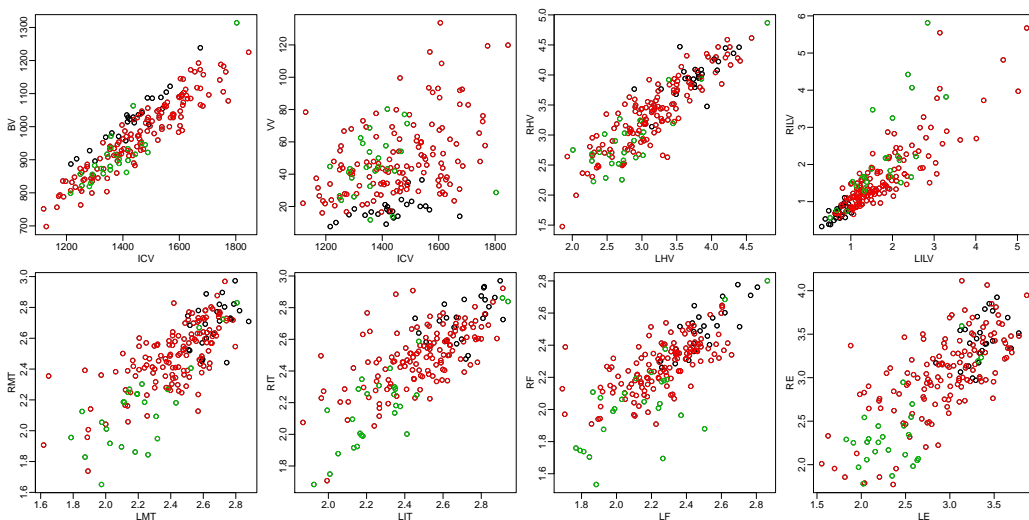 BV
700 800 900 1000 1100 1200 1300
1200 1400 1600 1800
ICV
VV
20 40 60 80 100 120
1200 1400 1600 1800
ICV
RHV
1.5 2.0 2.5 3.0 3.5 4.0 4.5 5.0
2.0 2.5 3.0 3.5 4.0 4.5
LHV
RILV
1 2 3 4 5 6
1 2 3 4 5
LILV
RMT
1.6 1.8 2.0 2.2 2.4 2.6 2.8 3.0
1.6 1.8 2.0 2.2 2.4 2.6 2.8
LMT
RIT
1.8 2.0 2.2 2.4 2.6 2.8
2.0 2.2 2.4 2.6 2.8
LIT
RF
1.6 1.8 2.0 2.2 2.4 2.6 2.8
1.8 2.0 2.2 2.4 2.6 2.8
LF
RE
2.0 2.5 3.0 3.5 4.0
1.5 2.0 2.5 3.0 3.5
LE